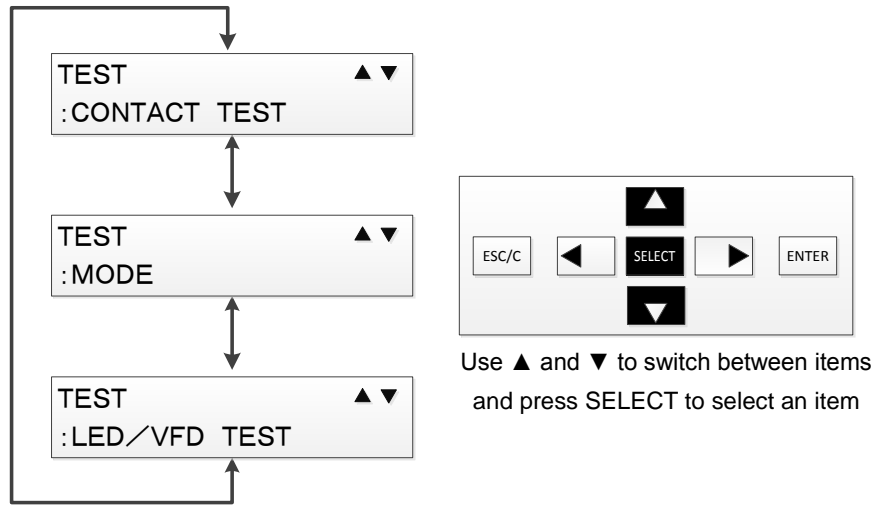 TEST ▲ ▼
:CONTACT TEST
TEST ▲ ▼
:MODE
TEST ▲ ▼
:LED／VFD TEST
ESC/C ◀ ▲ SELECT ▼ ▶ ENTER
Use ▲ and ▼ to switch between items
and press SELECT to select an item